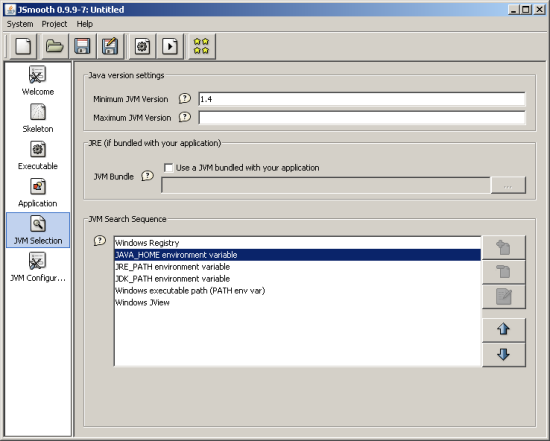 JSmooth 0.9.9-7: Untitled
System Project Help
Welcome
Skeleton
Executable
Application
JVM Selection
JVM Configur...
Java version settings
Minimum JVM Version ? 1.4
Maximum JVM Version ?
JRE (if bundled with your application)
JVM Bundle ? Use a JVM bundled with your application
...
JVM Search Sequence
?
Windows Registry
JAVA_HOME environment variable
JRE_PATH environment variable
JDK_PATH environment variable
Windows executable path (PATH env var)
Windows JView